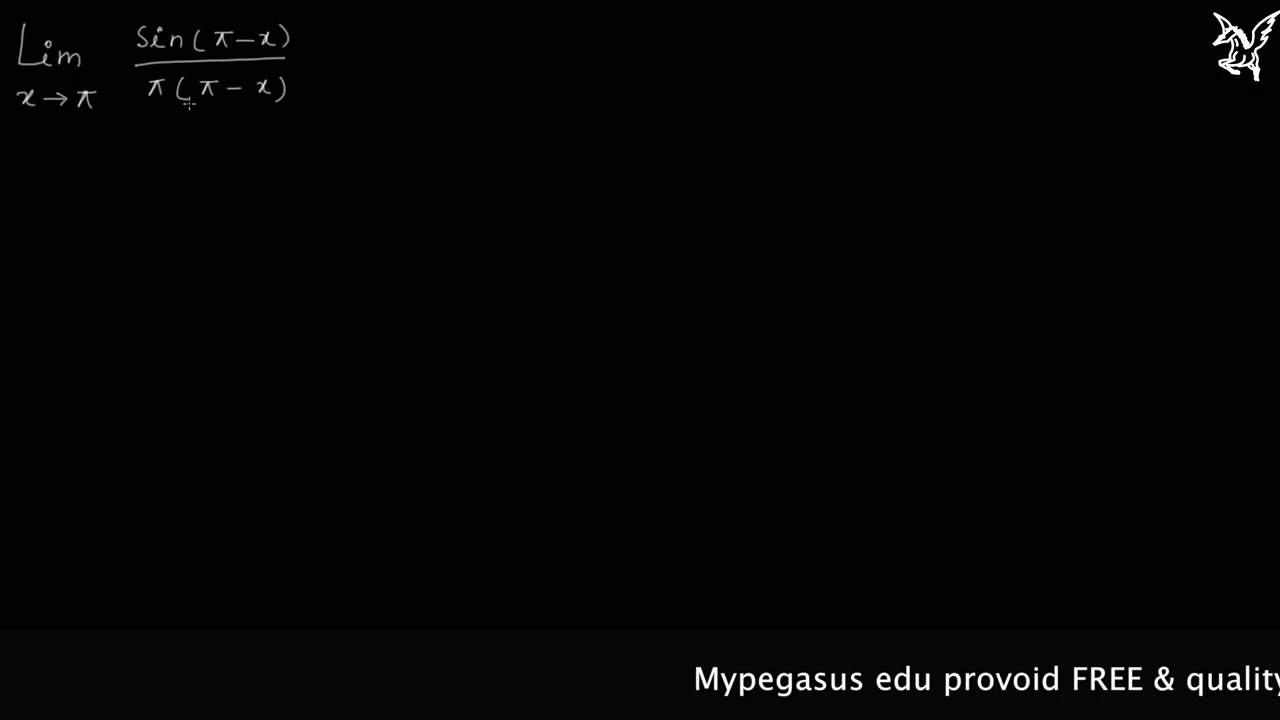 Lim Sin(π-x)
x→π π(π-x)
Mypegasus edu provoid FREE & quality